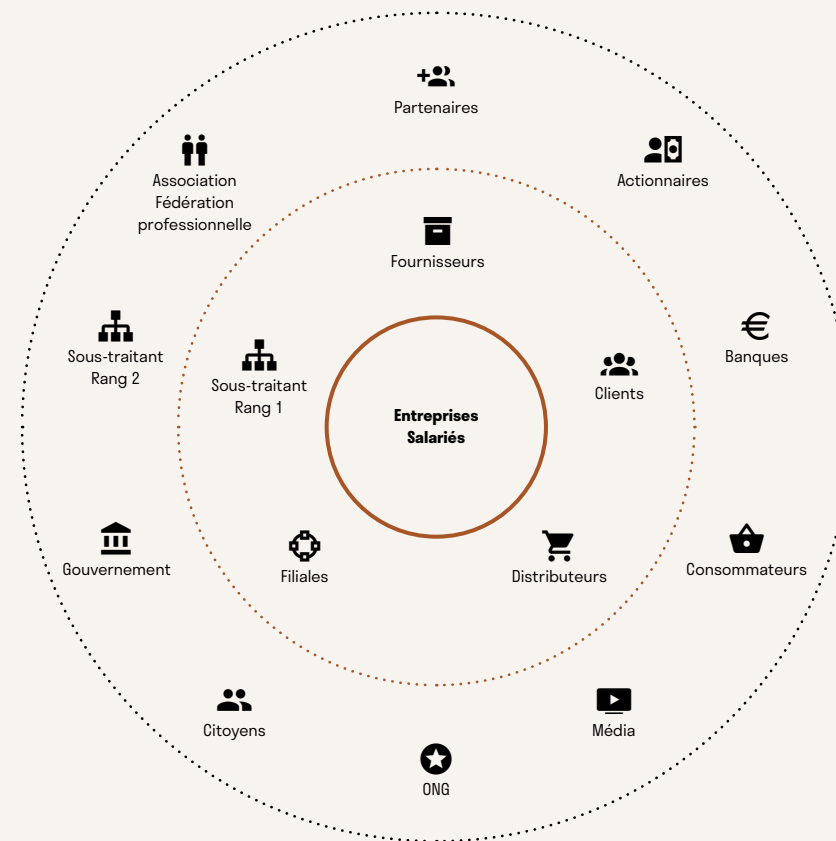 Partenaires
Association
Fédération
professionnelle
Actionnaires
Fournisseurs
Sous-traitant
Rang 2
Sous-traitant
Rang 1
Entreprises
Salariés
Clients
Banques
Gouvernement
Filiales
Distributeurs
Consommateurs
Citoyens
Média
ONG